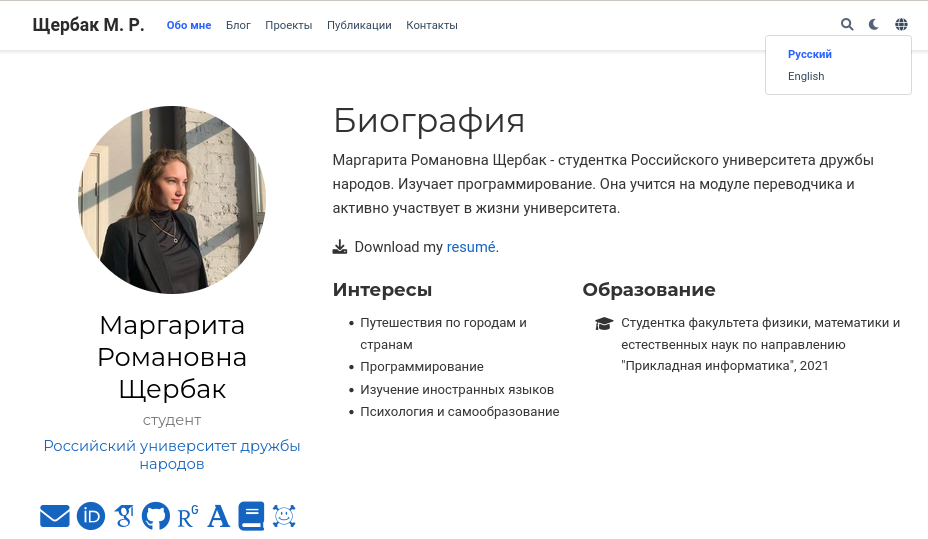 Щербак М. Р.
Обо мне Блог Проекты Публикации Контакты
Русский
English
Биография
Маргарита Романовна Щербак - студентка Российского университета дружбы
народов. Изучает программирование. Она учится на модуле переводчика и
активно участвует в жизни университета.
Download my resumé.
Маргарита
Романовна
Щербак
студент
Российский университет дружбы
народов
Интересы
Путешествия по городам и
странам
Программирование
Изучение иностранных языков
Психология и самообразование
Образование
Студентка факультета физики, математики и
естественных наук по направлению
"Прикладная информатика", 2021